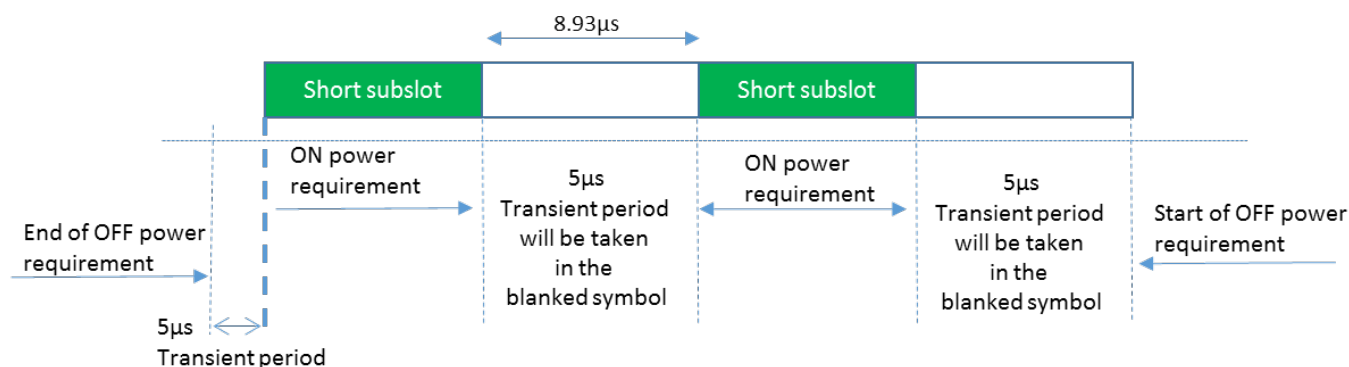 8.93µs
Short subslot
Short subslot
ON power
requirement
5µs
Transient period
will be taken
in the
blanked symbol
ON power
requirement
5µs
Transient period
will be taken
in the
blanked symbol
End of OFF power
requirement
Start of OFF power
requirement
5µs
Transient period